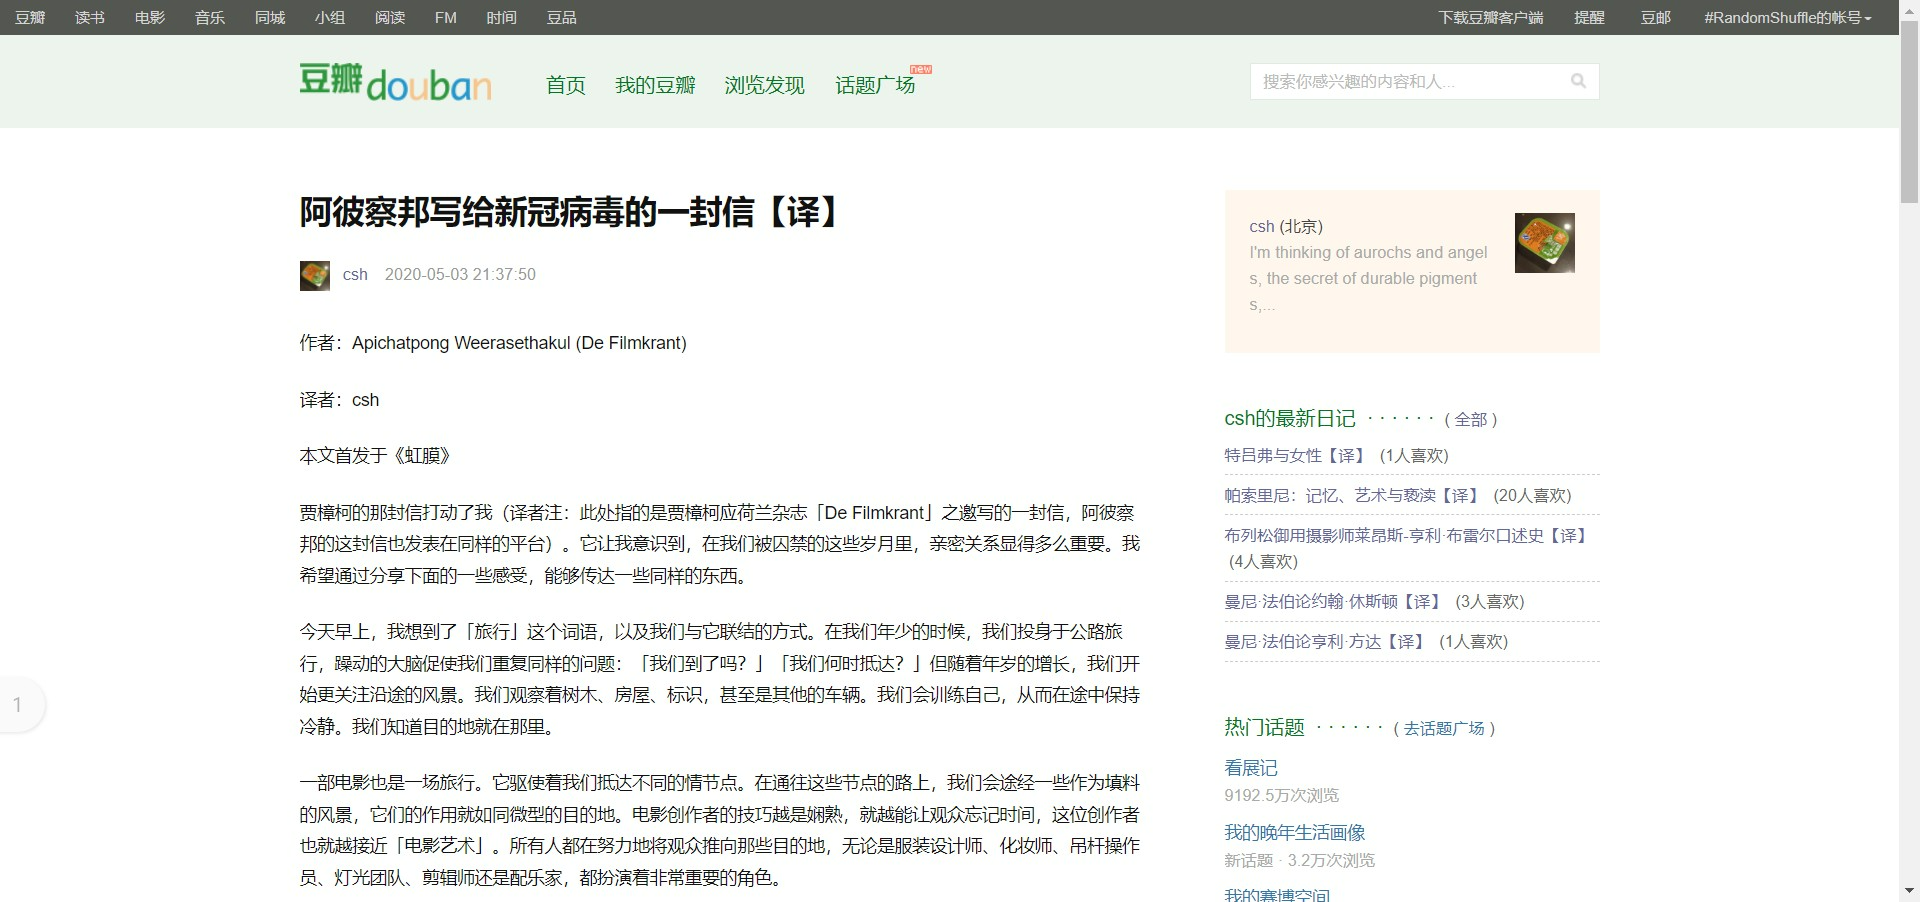 豆瓣 读书 电影 音乐 同城 小组 阅读 FM 时间 豆品 下载豆瓣客户端 提醒 豆邮 #RandomShuffle的帐号
豆瓣douban 首页 我的豆瓣 浏览发现 话题广场 new 搜索你感兴趣的内容和人...
阿彼察邦写给新冠病毒的一封信【译】
csh 2020-05-03 21:37:50
作者：Apichatpong Weerasethakul (De Filmkrant)
译者：csh
本文首发于《虹膜》
贾樟柯的那封信打动了我（译者注：此处指的是贾樟柯应荷兰杂志「De Filmkrant」之邀写的一封信，阿彼察
邦的这封信也发表在同样的平台）。它让我意识到，在我们被囚禁的这些岁月里，亲密关系显得多么重要。我
希望通过分享下面的一些感受，能够传达一些同样的东西。
今天早上，我想到了「旅行」这个词语，以及我们与它联结的方式。在我们年少的时候，我们投身于公路旅
行，躁动的大脑促使我们重复同样的问题：「我们到了吗？」「我们何时抵达？」但随着年岁的增长，我们开
始更关注沿途的风景。我们观察着树木、房屋、标识，甚至是其他的车辆。我们会训练自己，从而在途中保持
冷静。我们知道目的地就在那里。
一部电影也是一场旅行。它驱使着我们抵达不同的情节点。在通往这些节点的路上，我们会途经一些作为填料
的风景，它们的作用就如同微型的目的地。电影创作者的技巧越是娴熟，就越能让观众忘记时间，这位创作者
也就越接近「电影艺术」。所有人都在努力地将观众推向那些目的地，无论是服装设计师、化妆师、吊杆操作
员、灯光团队、剪辑师还是配乐家，都扮演着非常重要的角色。
1
csh (北京)
I'm thinking of aurochs and angel
s, the secret of durable pigment
s,...
csh的最新日记 · · · · · · ( 全部 )
特吕弗与女性【译】 (1人喜欢)
帕索里尼：记忆、艺术与亵渎【译】 (20人喜欢)
布列松御用摄影师莱昂斯-亨利·布雷尔口述史【译】
(4人喜欢)
曼尼·法伯论约翰·休斯顿【译】 (3人喜欢)
曼尼·法伯论亨利·方达【译】 (1人喜欢)
热门话题 · · · · · · ( 去话题广场 )
看展记
9192.5万次浏览
我的晚年生活画像
新话题 · 3.2万次浏览
我的赛博空间